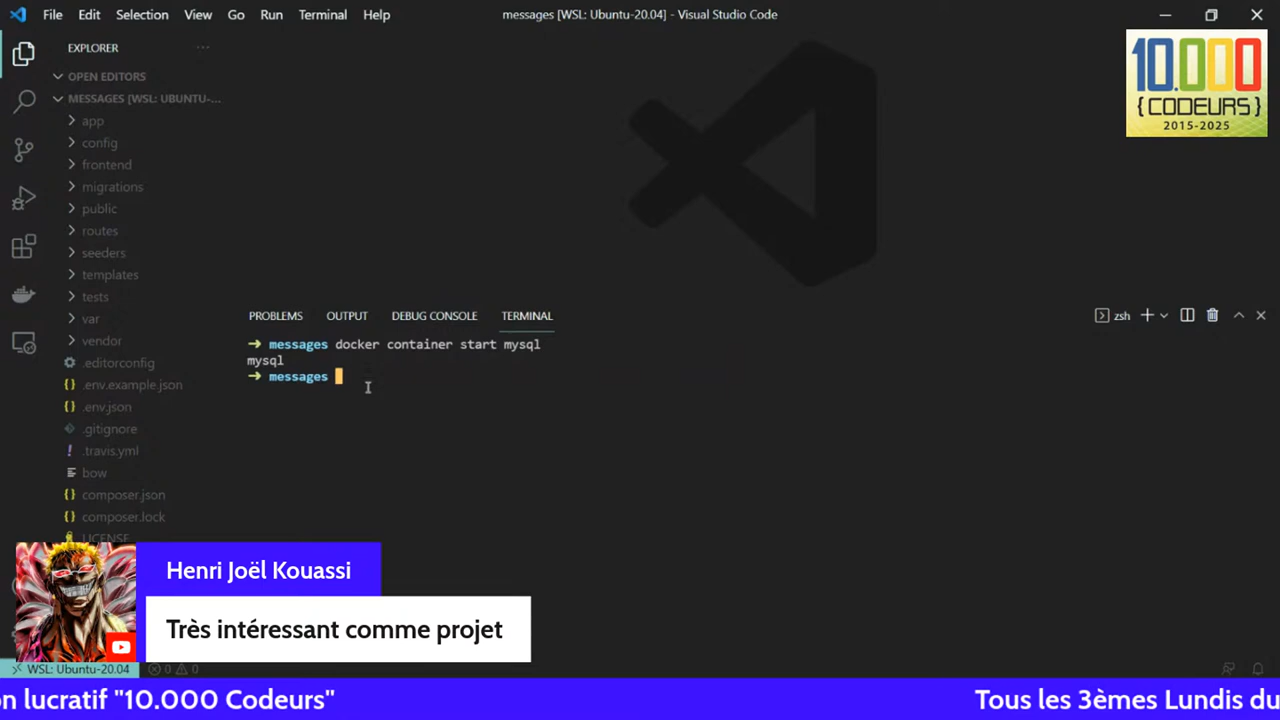 File Edit Selection View Go Run Terminal Help
messages [WSL: Ubuntu-20.04] - Visual Studio Code
10.000
{CODEURS}
2015-2025
EXPLORER
OPEN EDITORS
MESSAGES [WSL: UBUNTU-...
app
config
frontend
migrations
public
routes
seeders
templates
tests
var
vendor
.editorconfig
.env.example.json
.env.json
.gitignore
.travis.yml
bow
composer.json
composer.lock
LICENSE
PROBLEMS OUTPUT DEBUG CONSOLE TERMINAL
zsh
→ messages docker container start mysql
mysql
→ messages
Henri Joël Kouassi
Très intéressant comme projet
WSL: Ubuntu-20.04 0 0
on lucratif "10.000 Codeurs"
Tous les 3èmes Lundis du